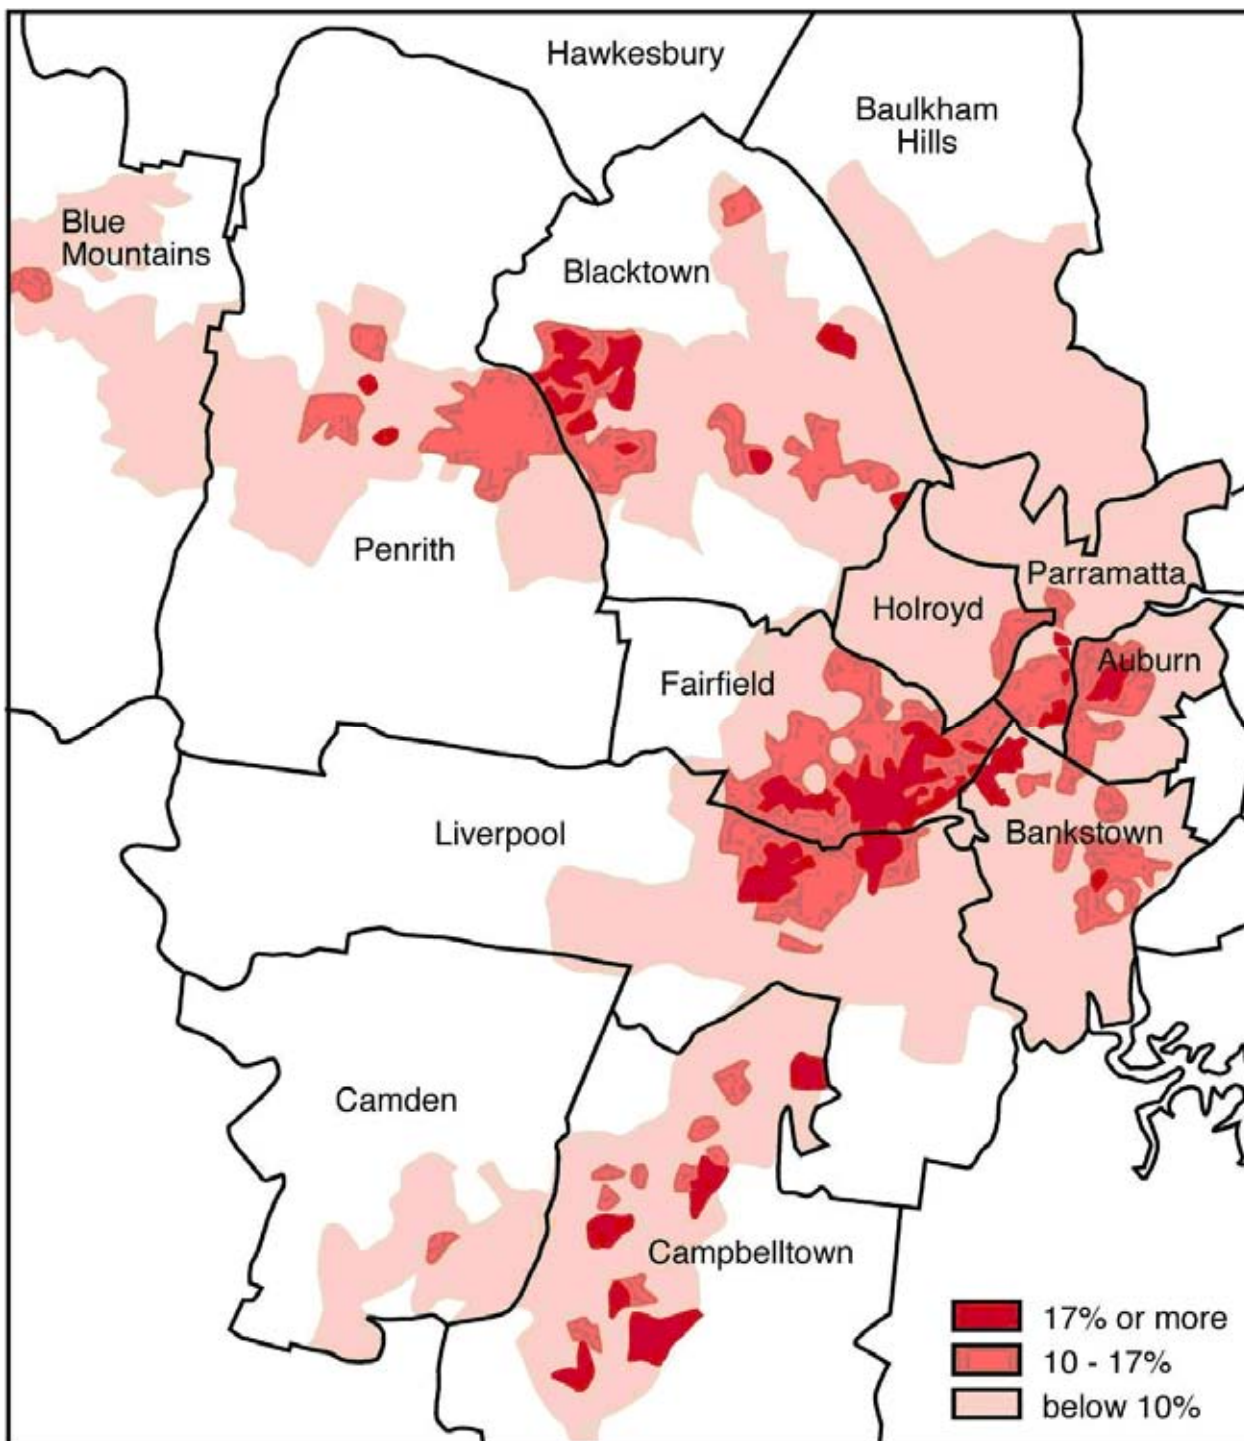 Hawkesbury
Baulkham
Hills
Blue
Mountains
Blacktown
Penrith
Parramatta
Holroyd
Auburn
Fairfield
Liverpool
Bankstown
Camden
Campbelltown
17% or more
10 - 17%
below 10%